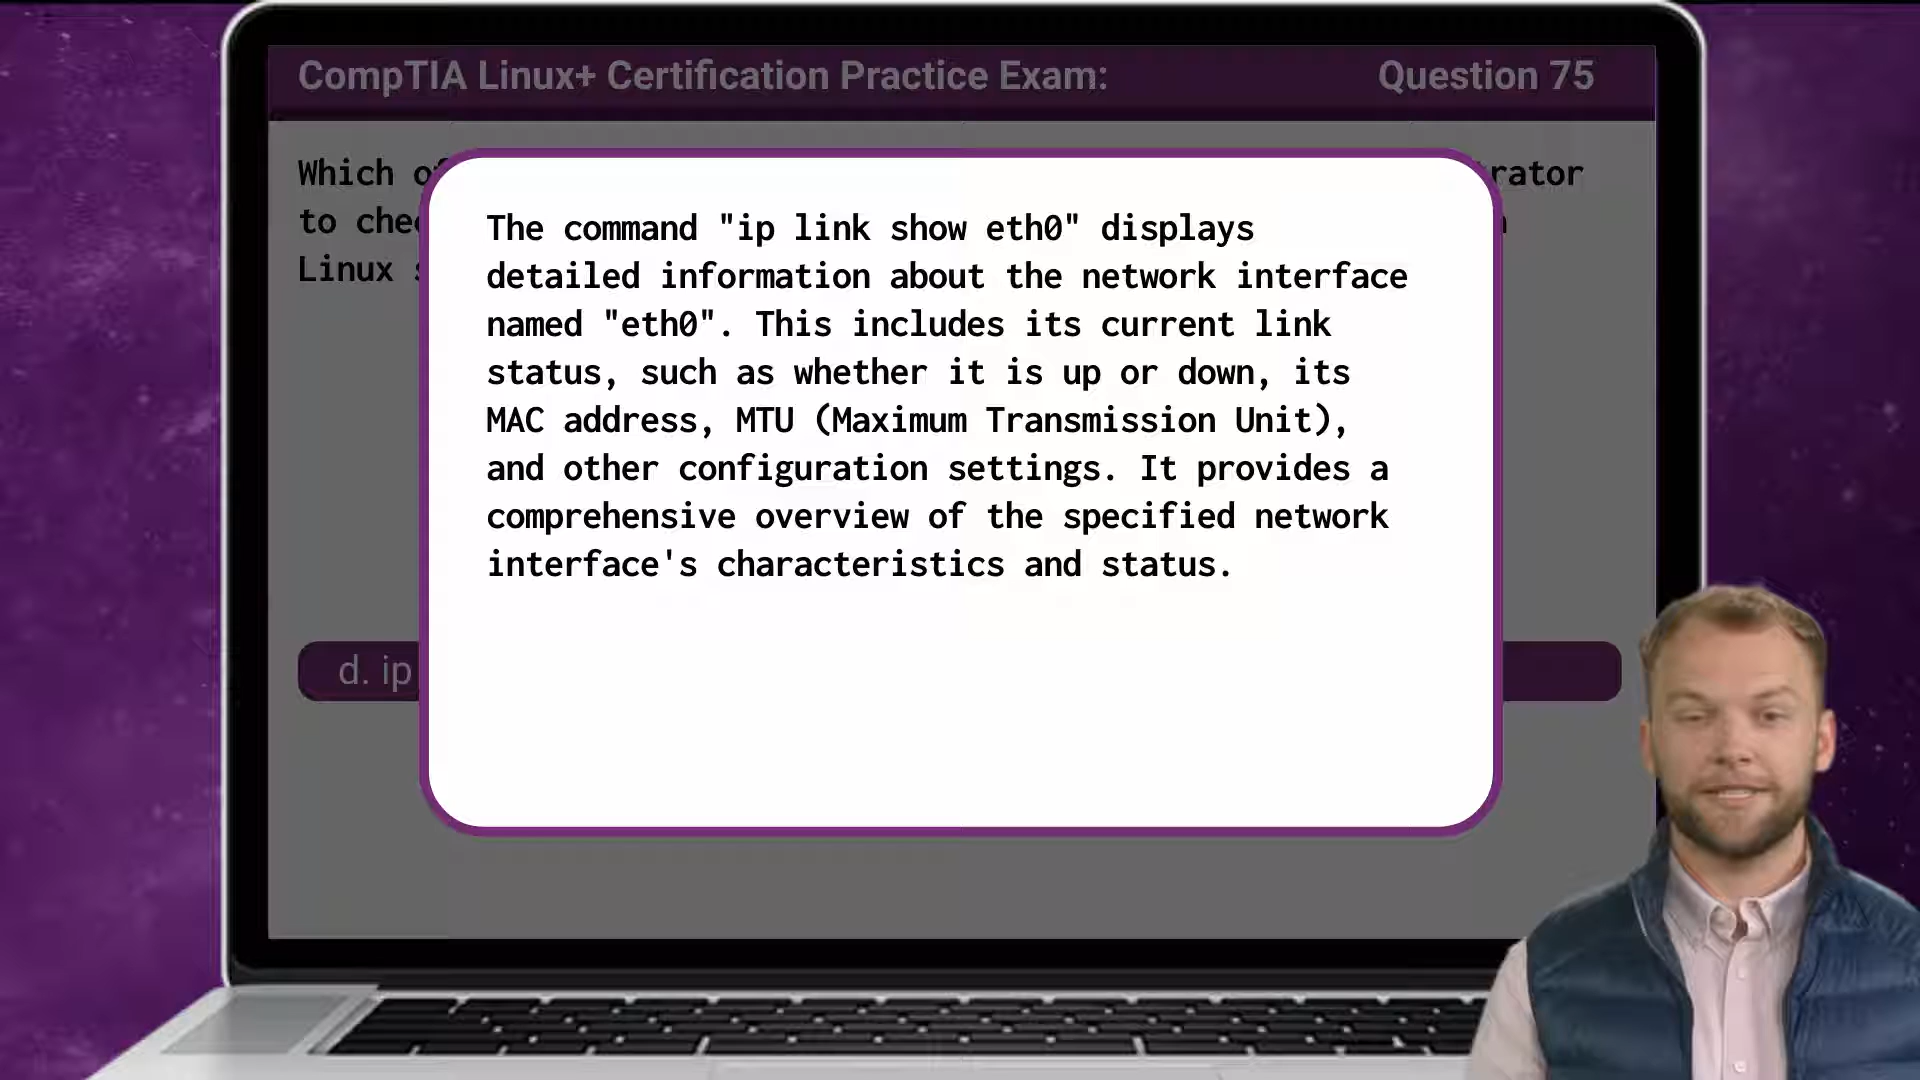 CompTIA Linux+ Certification Practice Exam: Question 75
Which rator
to
Linux
The command "ip link show eth0" displays
detailed information about the network interface
named "eth0". This includes its current link
status, such as whether it is up or down, its
MAC address, MTU (Maximum Transmission Unit),
and other configuration settings. It provides a
comprehensive overview of the specified network
interface's characteristics and status.
d. ip